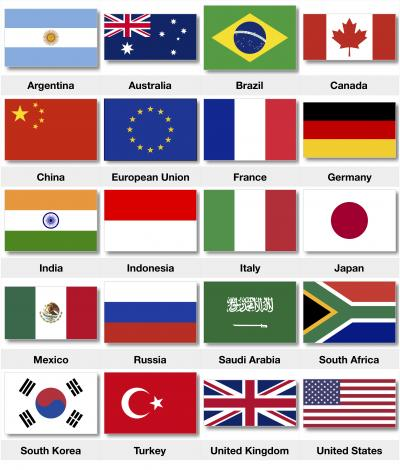 Argentina Australia Brazil Canada
China European Union France Germany
India Indonesia Italy Japan
Mexico Russia Saudi Arabia South Africa
South Korea Turkey United Kingdom United States